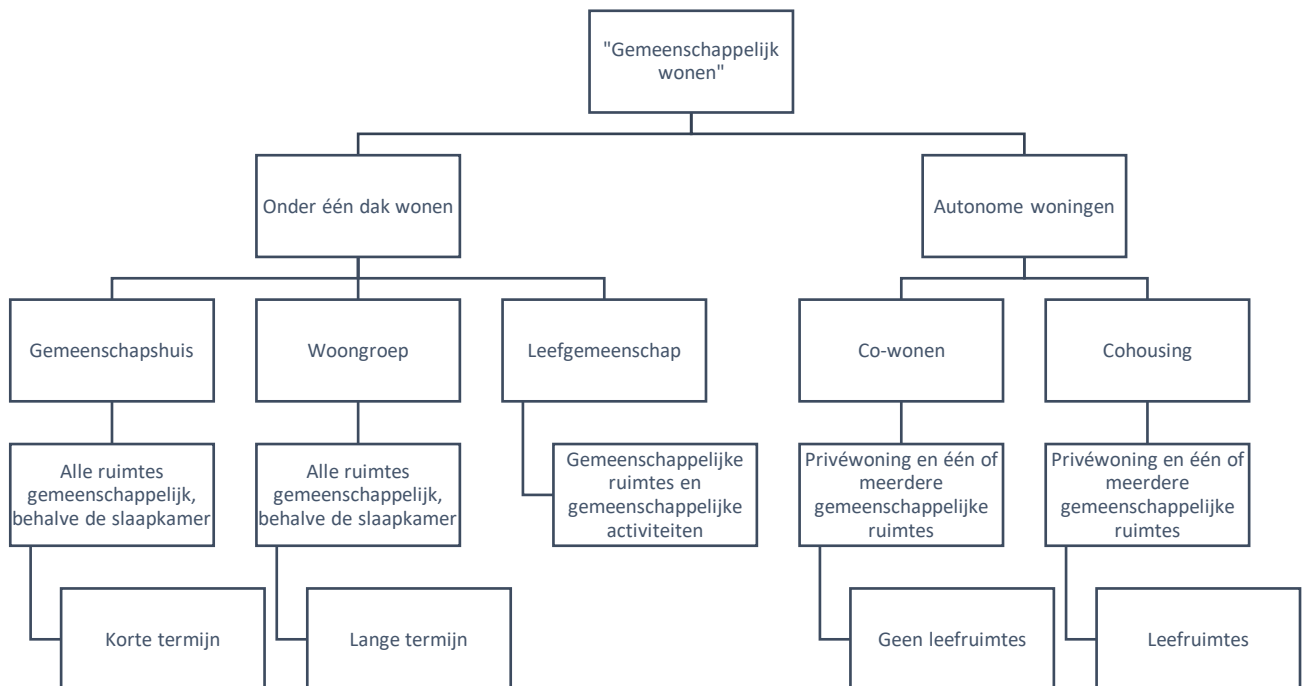 "Gemeenschappelijk
wonen"
Onder één dak wonen
Autonome woningen
Gemeenschapshuis
Woongroep
Leefgemeenschap
Co-wonen
Cohousing
Alle ruimtes
gemeenschappelijk,
behalve de slaapkamer
Alle ruimtes
gemeenschappelijk,
behalve de slaapkamer
Gemeenschappelijke
ruimtes en
gemeenschappelijke
activiteiten
Privéwoning en één of
meerdere
gemeenschappelijke
ruimtes
Privéwoning en één of
meerdere
gemeenschappelijke
ruimtes
Korte termijn
Lange termijn
Geen leefruimtes
Leefruimtes